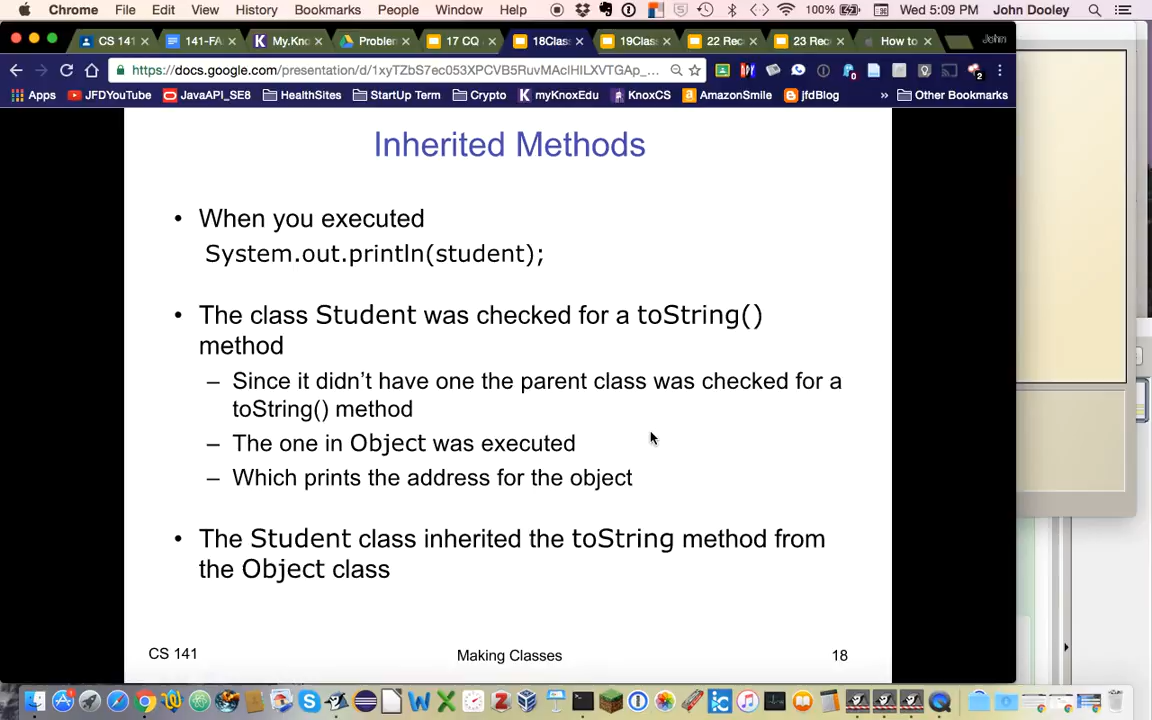 Chrome File Edit View History Bookmarks People Window Help 100% Wed 5:09 PM John Dooley
CS 141 141-FA My.Kno Problem 17 CQ 18Class 19Class 22 Rec 23 Rec How to John
https://docs.google.com/presentation/d/1xyTZbS7ec053XPCVB5RuvMAclHILXVTGAp_...
Apps JFDYouTube JavaAPI_SE8 HealthSites StartUp Term Crypto myKnoxEdu KnoxCS AmazonSmile jfdBlog » Other Bookmarks
Inherited Methods
• When you executed
System.out.println(student);
• The class Student was checked for a toString()
method
– Since it didn’t have one the parent class was checked for a
toString() method
– The one in Object was executed
– Which prints the address for the object
• The Student class inherited the toString method from
the Object class
CS 141 Making Classes 18